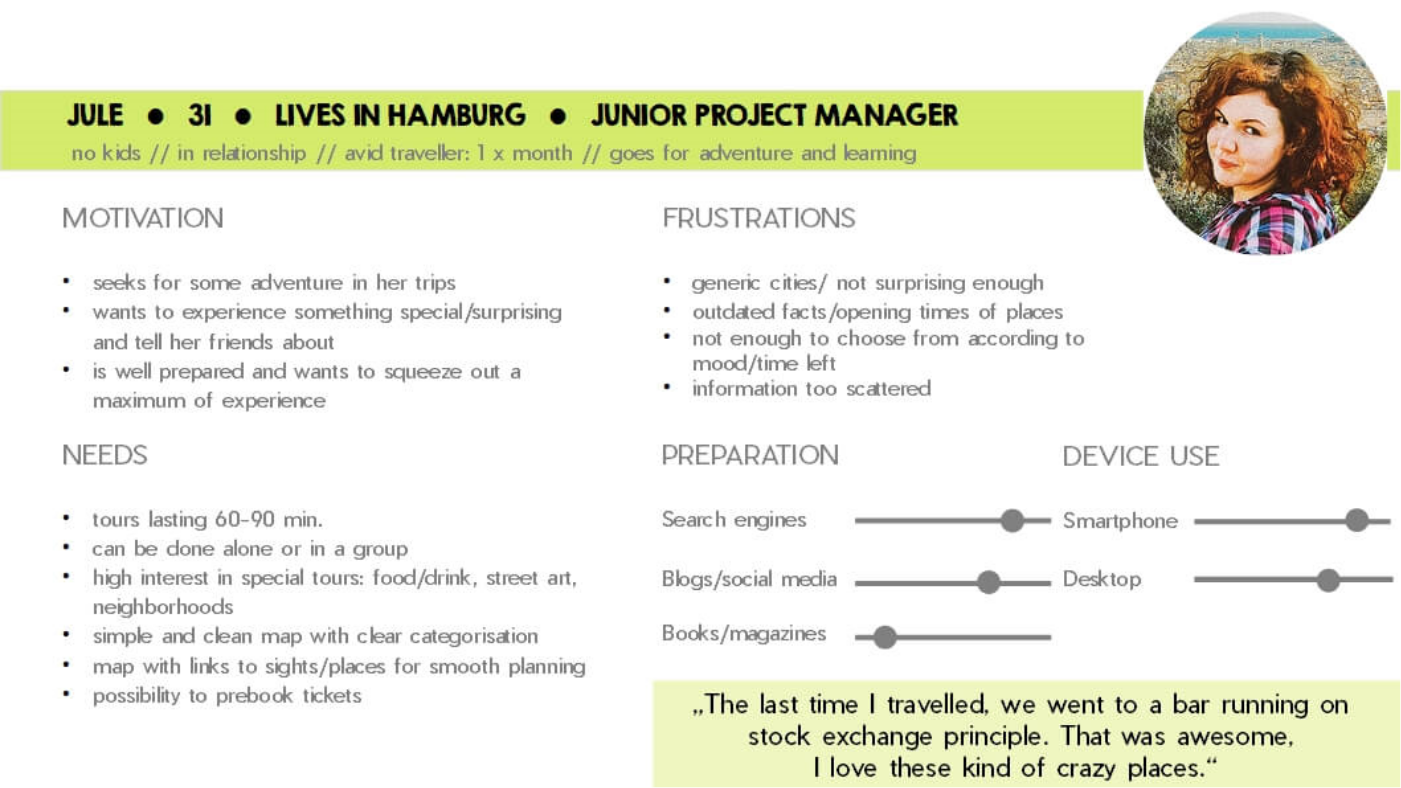 JULE ● 31 ● LIVES IN HAMBURG ● JUNIOR PROJECT MANAGER
no kids // in relationship // avid traveller: 1 x month // goes for adventure and learning
MOTIVATION
• seeks for some adventure in her trips
• wants to experience something special/surprising
and tell her friends about
• is well prepared and wants to squeeze out a
maximum of experience
FRUSTRATIONS
• generic cities/ not surprising enough
• outdated facts/opening times of places
• not enough to choose from according to
mood/time left
• information too scattered
NEEDS
• tours lasting 60-90 min.
• can be done alone or in a group
• high interest in special tours: food/drink, street art,
neighborhoods
• simple and clean map with clear categorisation
• map with links to sights/places for smooth planning
• possibility to prebook tickets
PREPARATION
Search engines
Blogs/social media
Books/magazines
DEVICE USE
Smartphone
Desktop
„The last time I travelled, we went to a bar running on
stock exchange principle. That was awesome,
I love these kind of crazy places.“